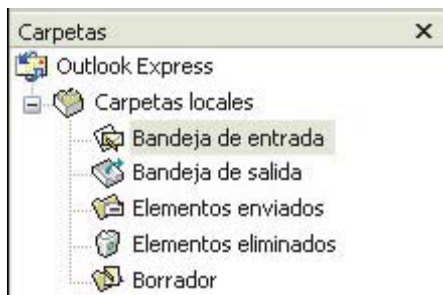 Carpetas
Outlook Express
Carpetas locales
Bandeja de entrada
Bandeja de salida
Elementos enviados
Elementos eliminados
Borrador